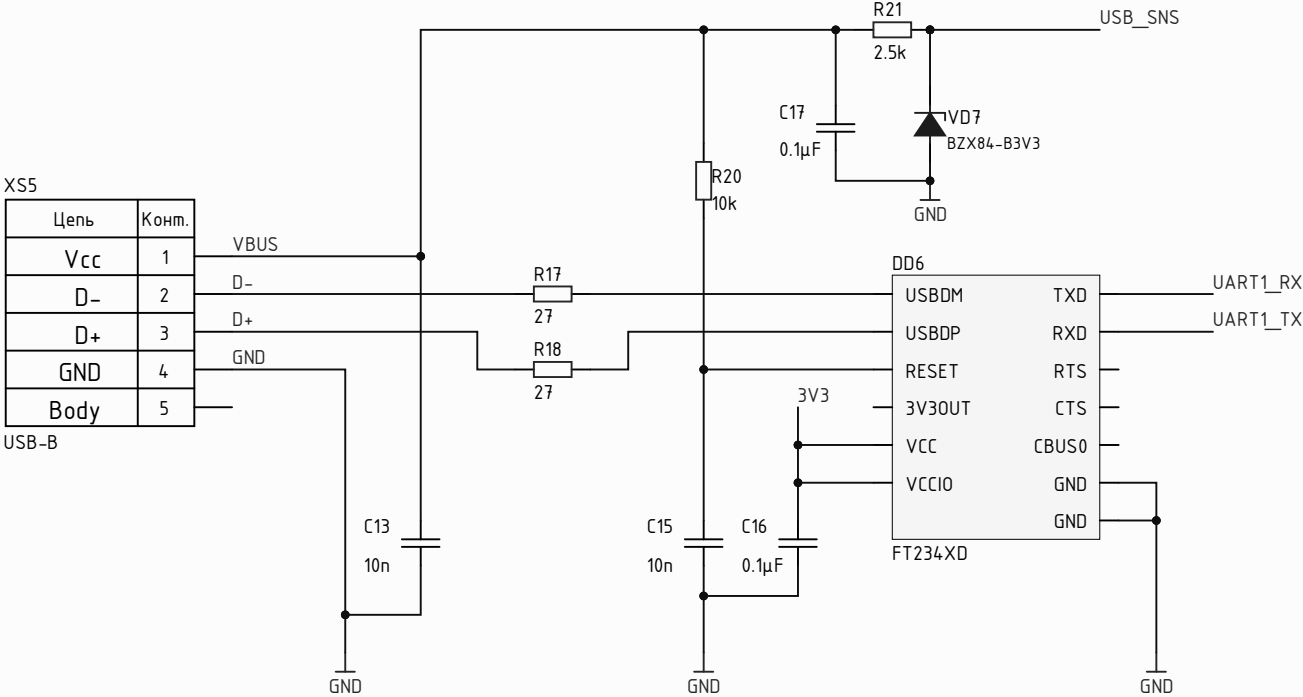 R21
USB_SNS
2.5k
C17
0.1µF
VD7
BZX84-B3V3
R20
10k
GND
XS5
Цепь Конт.
Vcc 1
D- 2
D+ 3
GND 4
Body 5
USB-B
VBUS
D-
D+
GND
R17
27
R18
27
DD6
USBDM TXD
USBDP RXD
RESET RTS
3V3OUT CTS
VCC CBUS0
VCCIO GND
GND
FT234XD
UART1_RX
UART1_TX
3V3
C13
10n
C15
10n
C16
0.1µF
GND
GND
GND